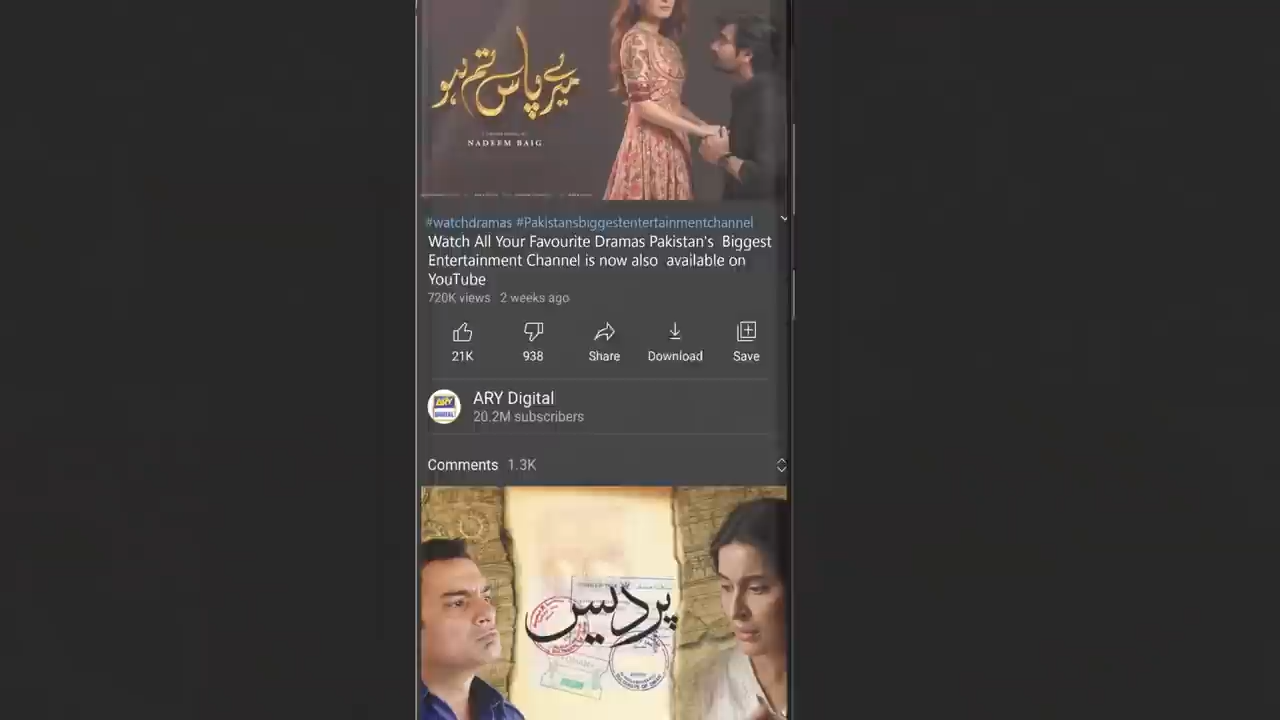 میرے پاس تم ہو
NADEEM BAIG
#watchdramas #Pakistansbiggestentertainmentchannel
Watch All Your Favourite Dramas Pakistan's Biggest
Entertainment Channel is now also available on
YouTube
720K views 2 weeks ago
21K 938 Share Download Save
ARY Digital
20.2M subscribers
ARY
DIGITAL
Comments 1.3K
پردیس